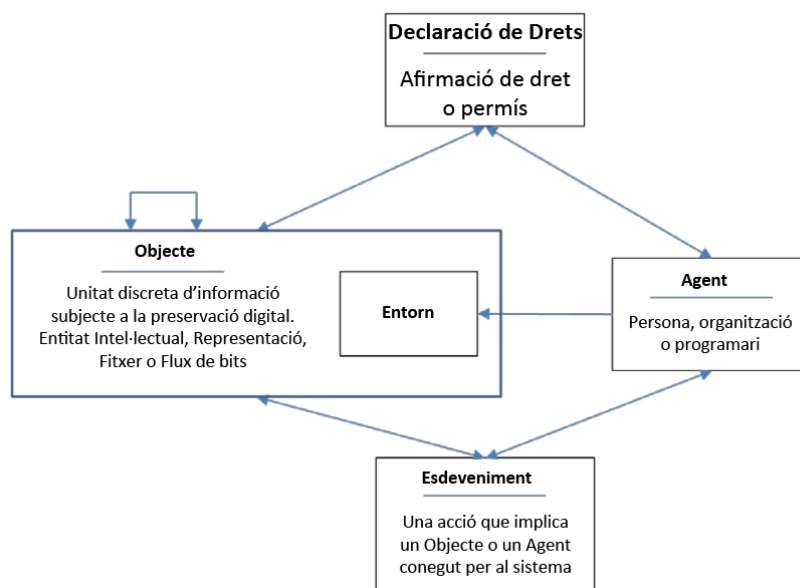 Declaració de Drets
Afirmació de dret
o permís
Objecte
Unitat discreta d'informació
subjecte a la preservació digital.
Entitat Intel·lectual, Representació,
Fitxer o Flux de bits
Entorn
Agent
Persona, organització
o programari
Esdeveniment
Una acció que implica
un Objecte o un Agent
conegut per al sistema